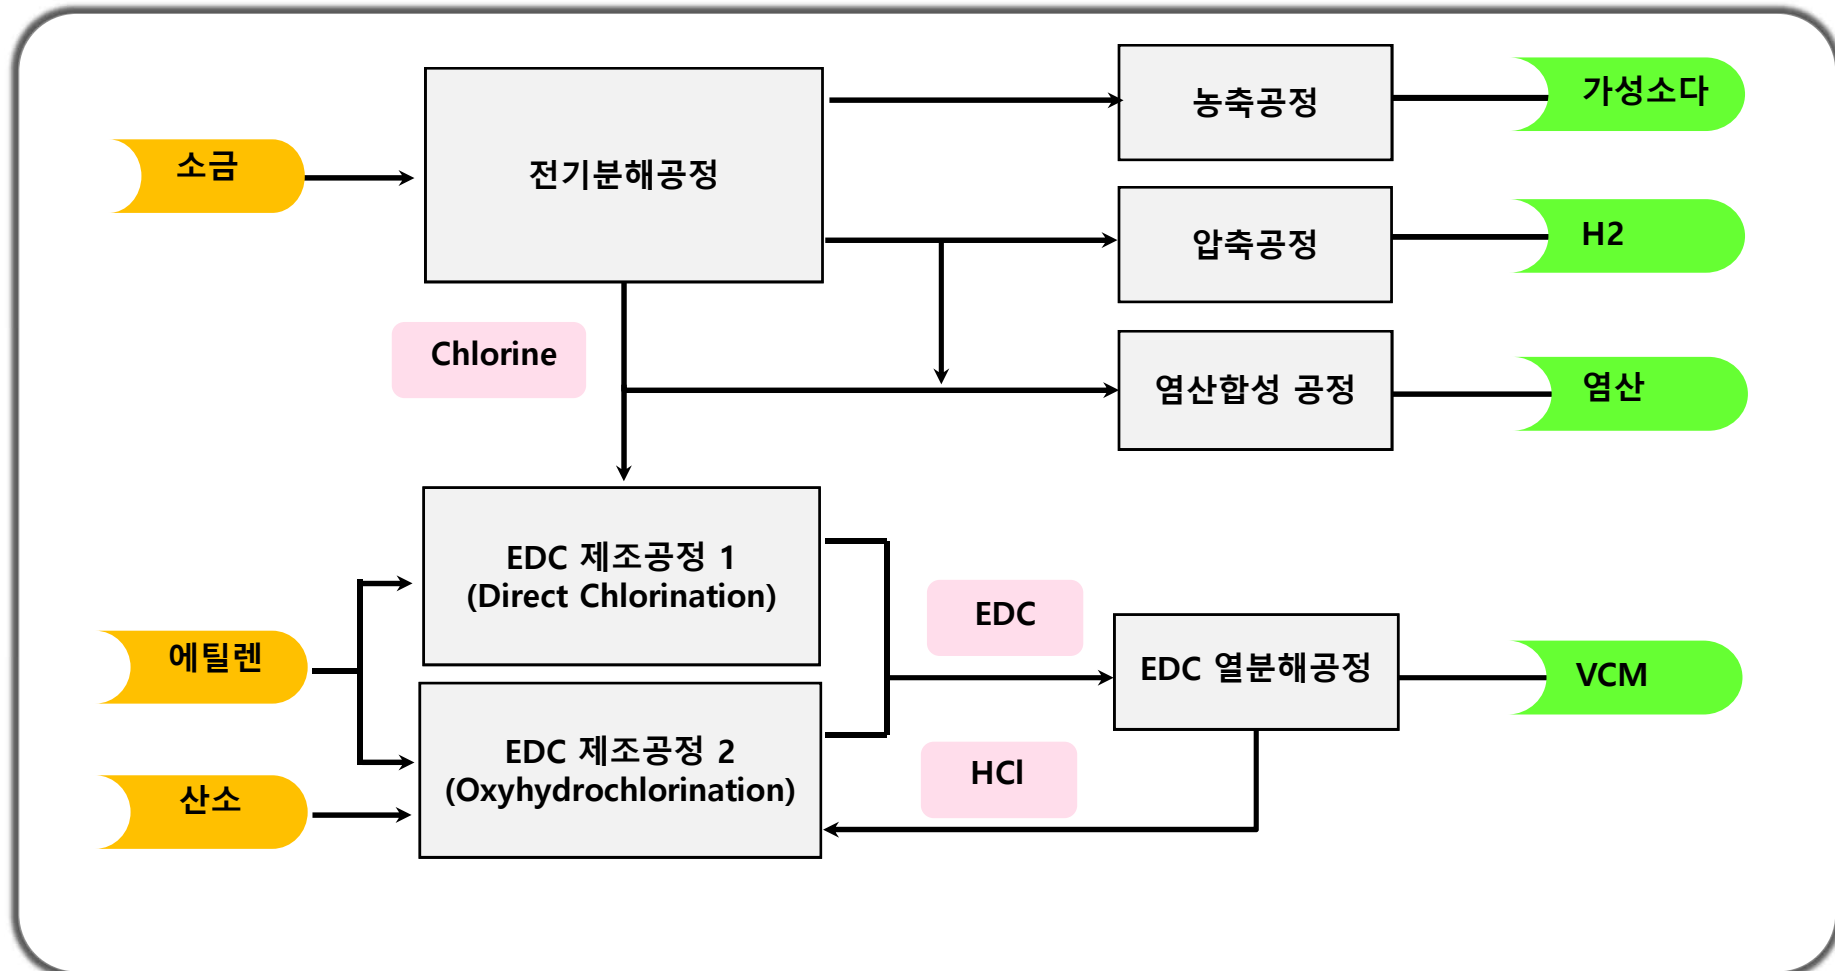 소금
전기분해공정
농축공정
가성소다
압축공정
H2
Chlorine
염산합성 공정
염산
EDC 제조공정 1
(Direct Chlorination)
에틸렌
EDC
EDC 열분해공정
VCM
EDC 제조공정 2
(Oxyhydrochlorination)
HCl
산소